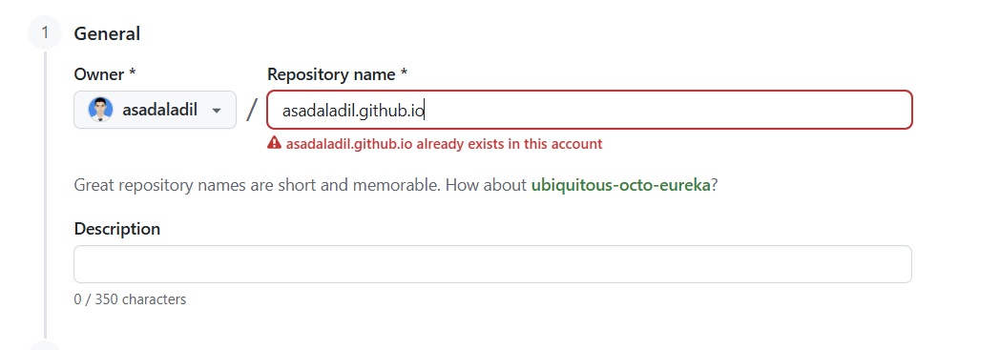 1
General
Owner * Repository name *
asadaladil / asadaladil.github.io
asadaladil.github.io already exists in this account
Great repository names are short and memorable. How about ubiquitous-octo-eureka?
Description
0 / 350 characters